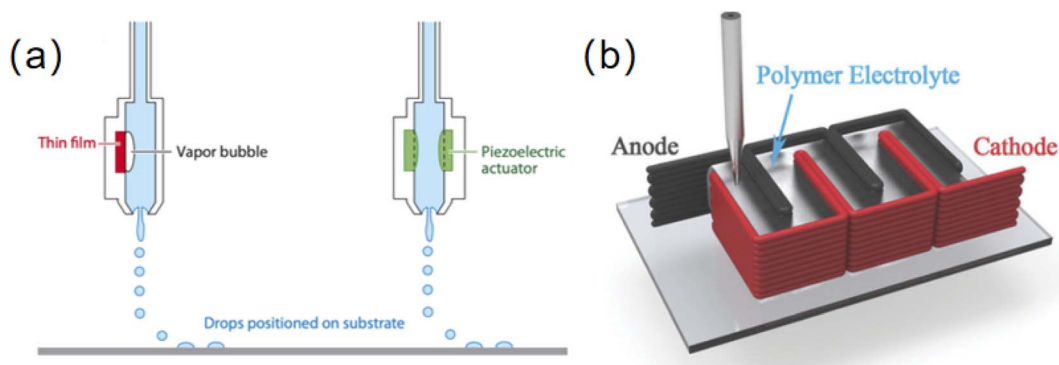 (a)
Thin film
Vapor bubble
Piezoelectric
actuator
Drops positioned on substrate
(b)
Polymer Electrolyte
Anode
Cathode